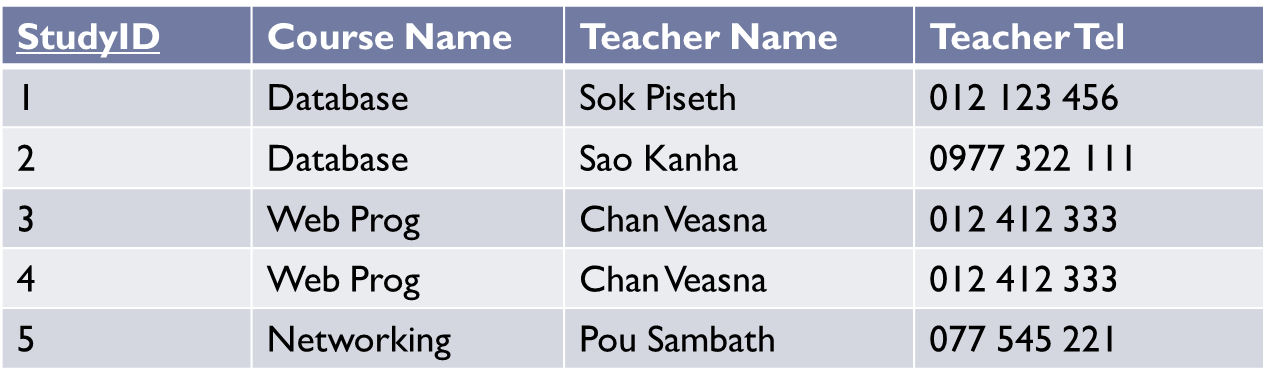 StudyID Course Name Teacher Name Teacher Tel
1 Database Sok Piseth 012 123 456
2 Database Sao Kanha 0977 322 111
3 Web Prog Chan Veasna 012 412 333
4 Web Prog Chan Veasna 012 412 333
5 Networking Pou Sambath 077 545 221